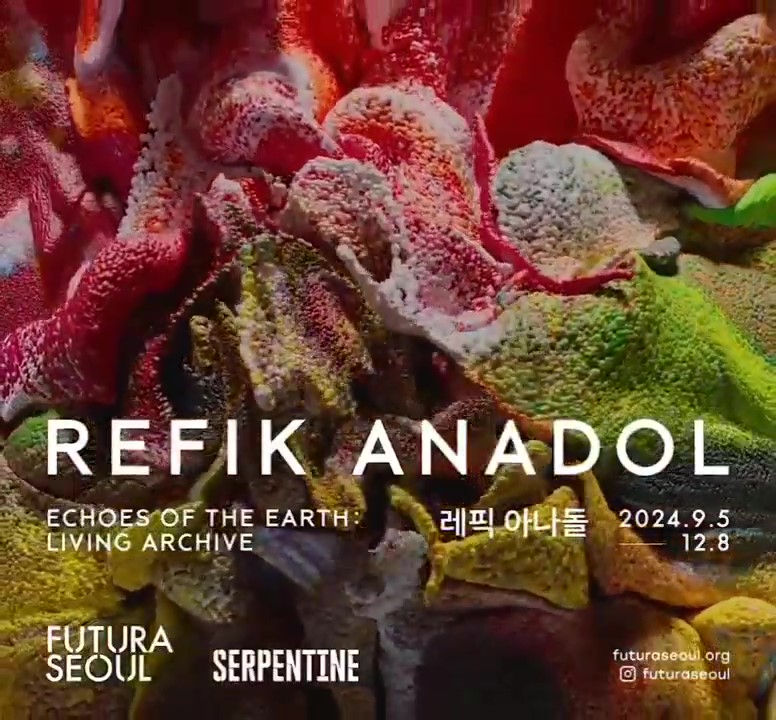 REFIK ANADOL
ECHOES OF THE EARTH:
LIVING ARCHIVE
레픽 아나돌
2024.9.5
12.8
FUTURA
SEOUL
SERPENTINE
futuraseoul.org
futuraseoul